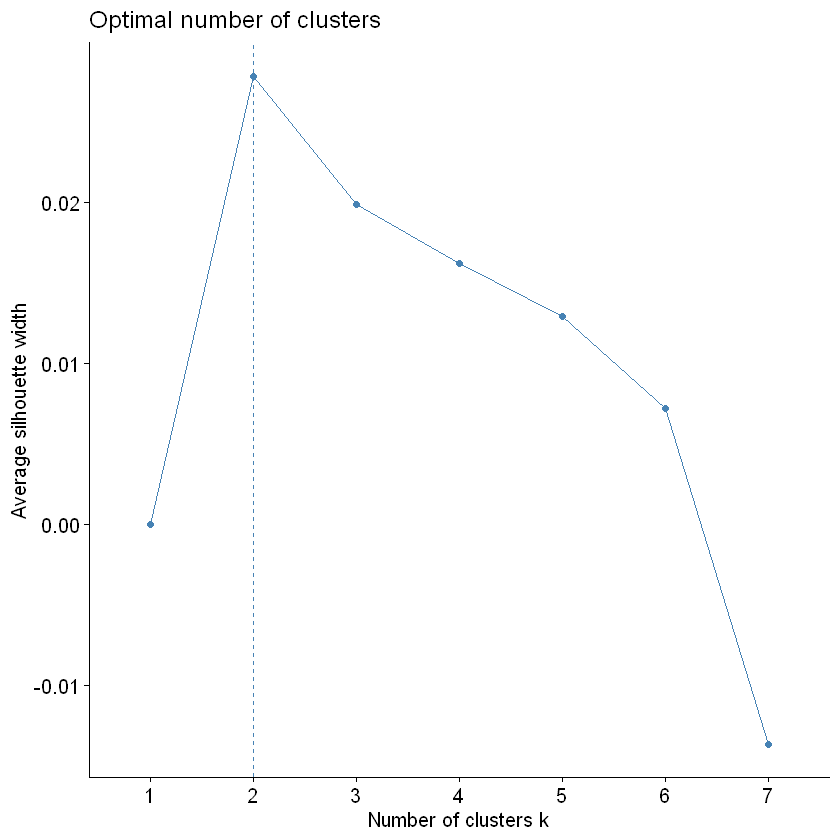 Optimal number of clusters
Average silhouette width
0.02
0.01
0.00
-0.01
1 2 3 4 5 6 7
Number of clusters k